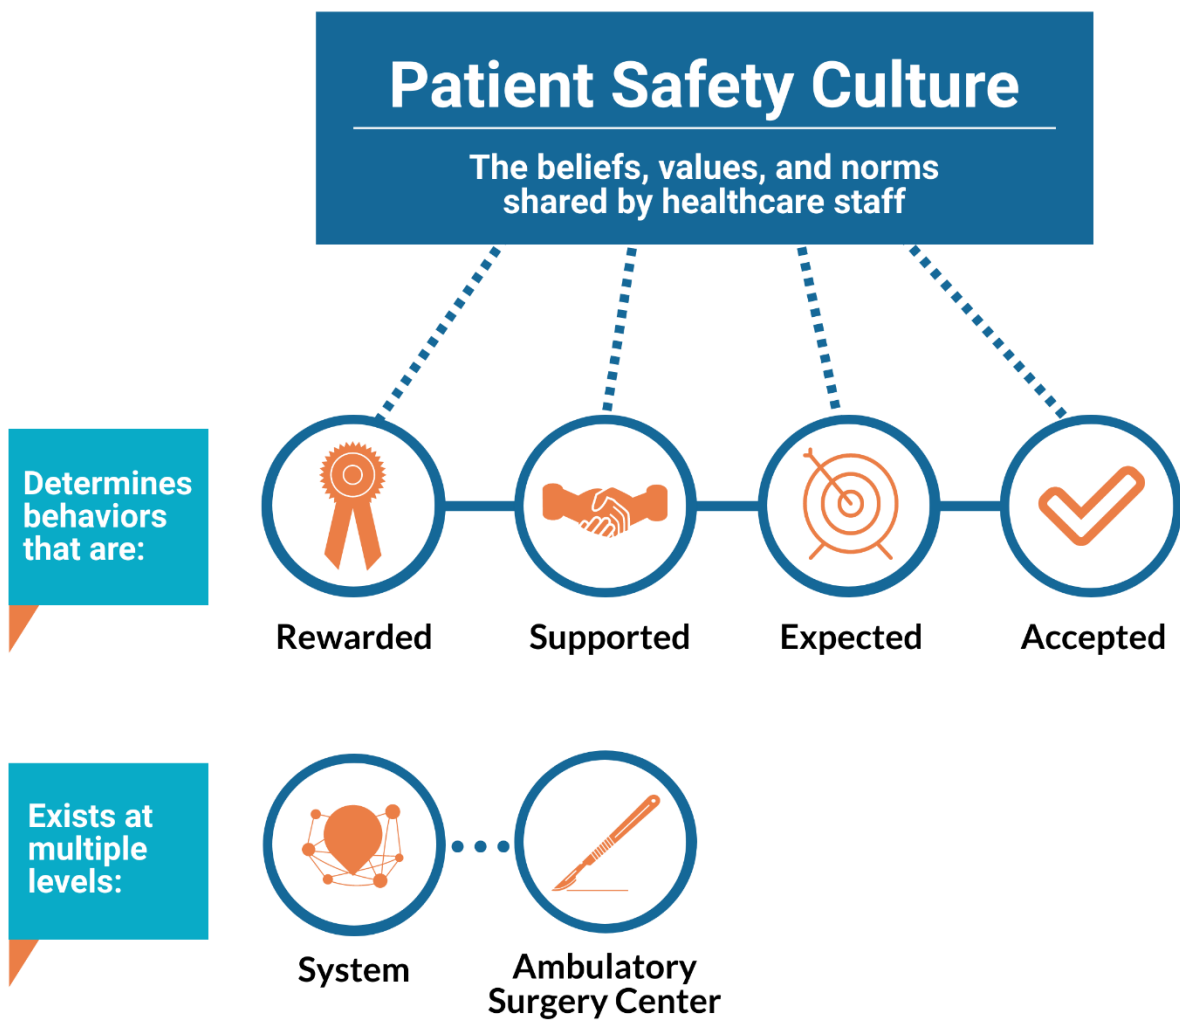 Patient Safety Culture
The beliefs, values, and norms
shared by healthcare staff
Determines
behaviors
that are:
Rewarded
Supported
Expected
Accepted
Exists at
multiple
levels:
System
Ambulatory
Surgery Center